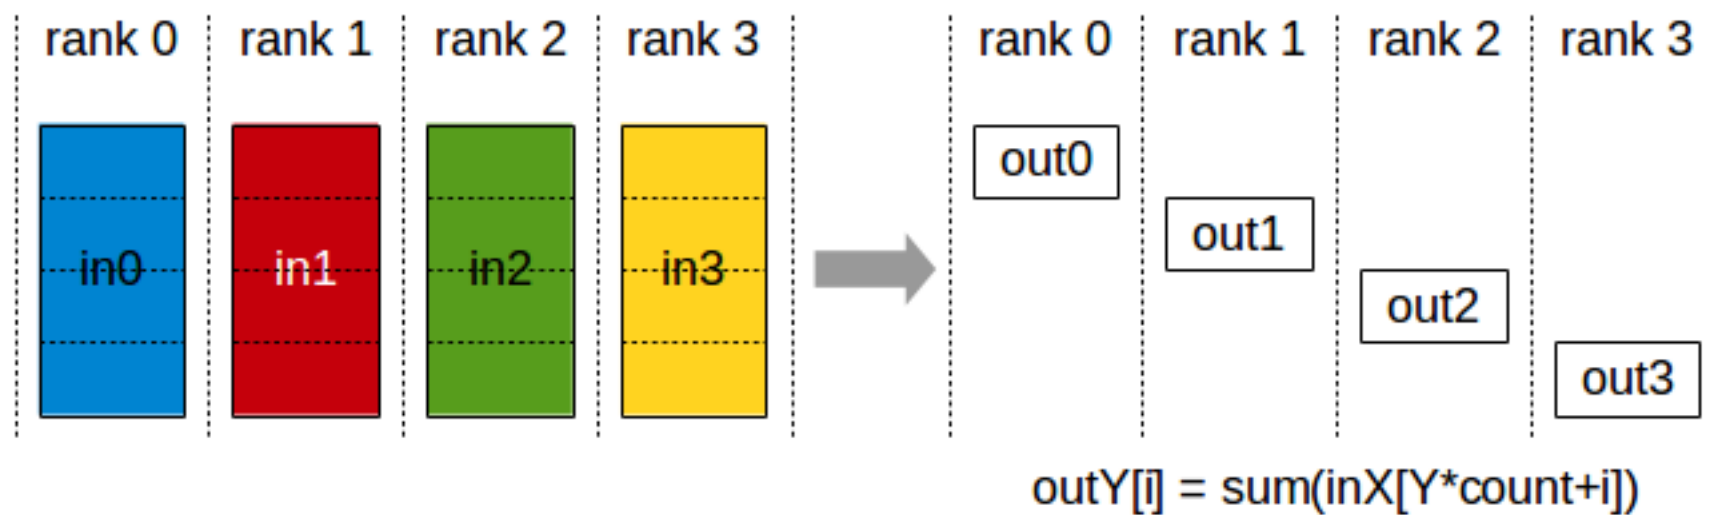 rank 0 rank 1 rank 2 rank 3 rank 0 rank 1 rank 2 rank 3
out0
out1
in0 in1 in2 in3
out2
out3
outY[i] = sum(inX[Y*count+i])